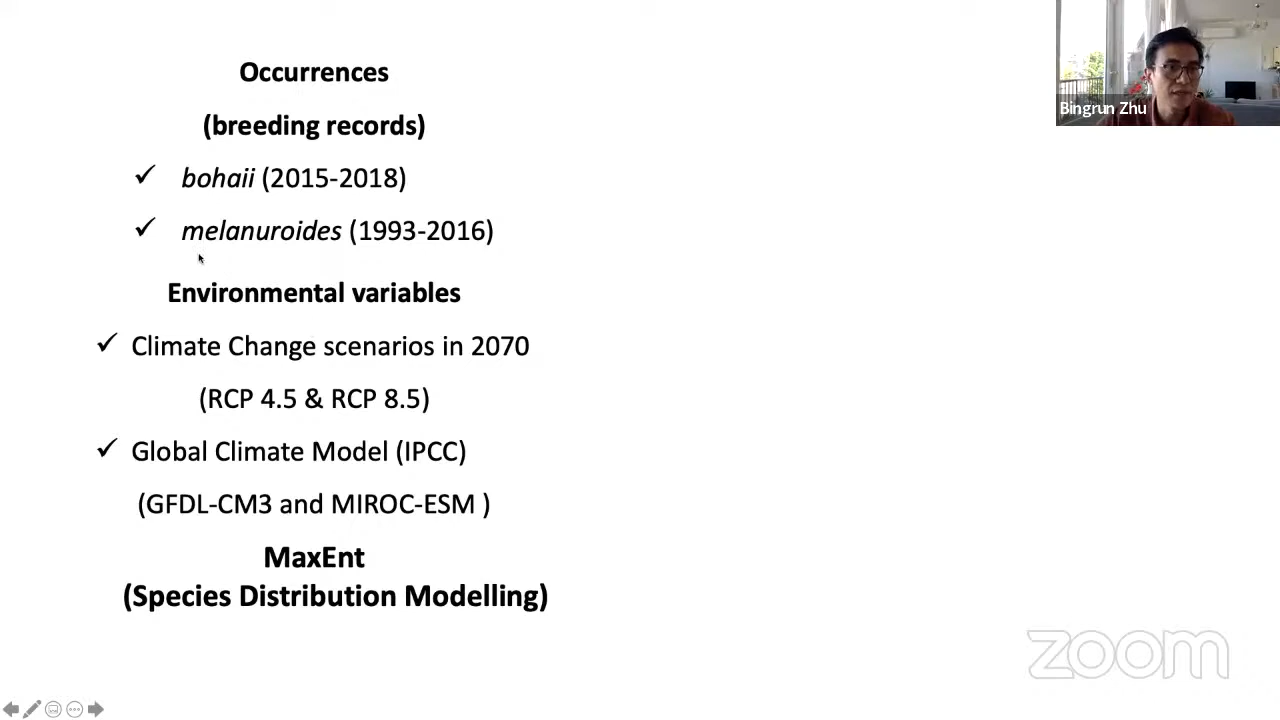 Occurrences
(breeding records)
✓ bohaii (2015-2018)
✓ melanuroides (1993-2016)
Environmental variables
✓ Climate Change scenarios in 2070
(RCP 4.5 & RCP 8.5)
✓ Global Climate Model (IPCC)
(GFDL-CM3 and MIROC-ESM )
MaxEnt
(Species Distribution Modelling)
Bingrun Zhu
zoom